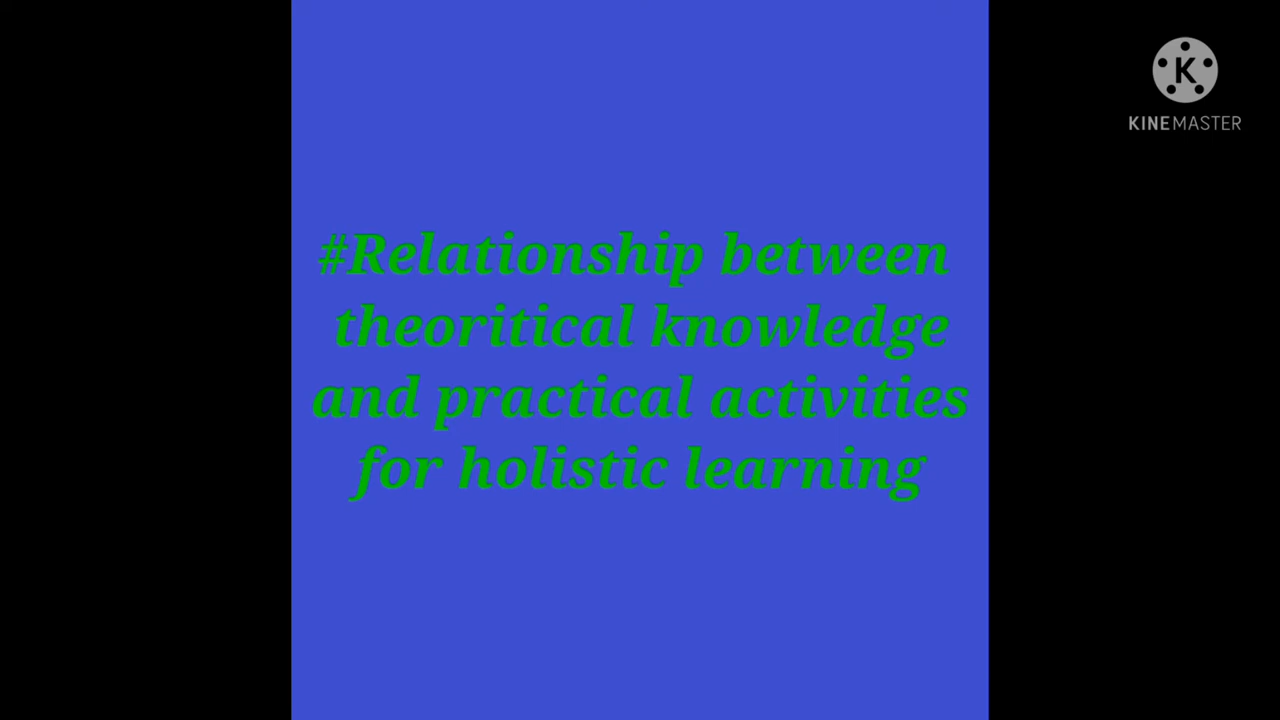 KINEMASTER
#Relationship between
theoritical knowledge
and practical activities
for holistic learning